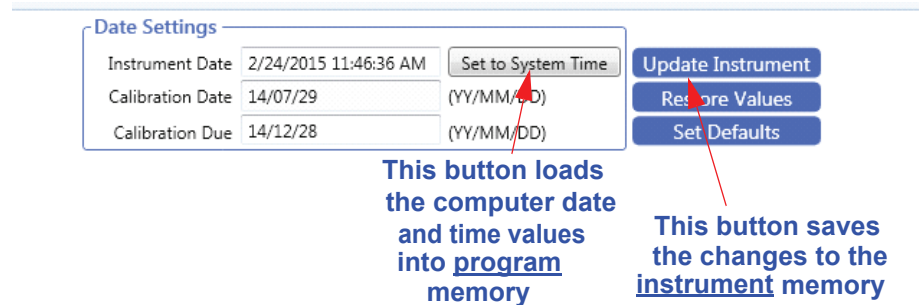 Date Settings
Instrument Date 2/24/2015 11:46:36 AM Set to System Time Update Instrument
Calibration Date 14/07/29 (YY/MM/DD) Restore Values
Calibration Due 14/12/28 (YY/MM/DD) Set Defaults
This button loads
the computer date
and time values
into program
memory
This button saves
the changes to the
instrument memory